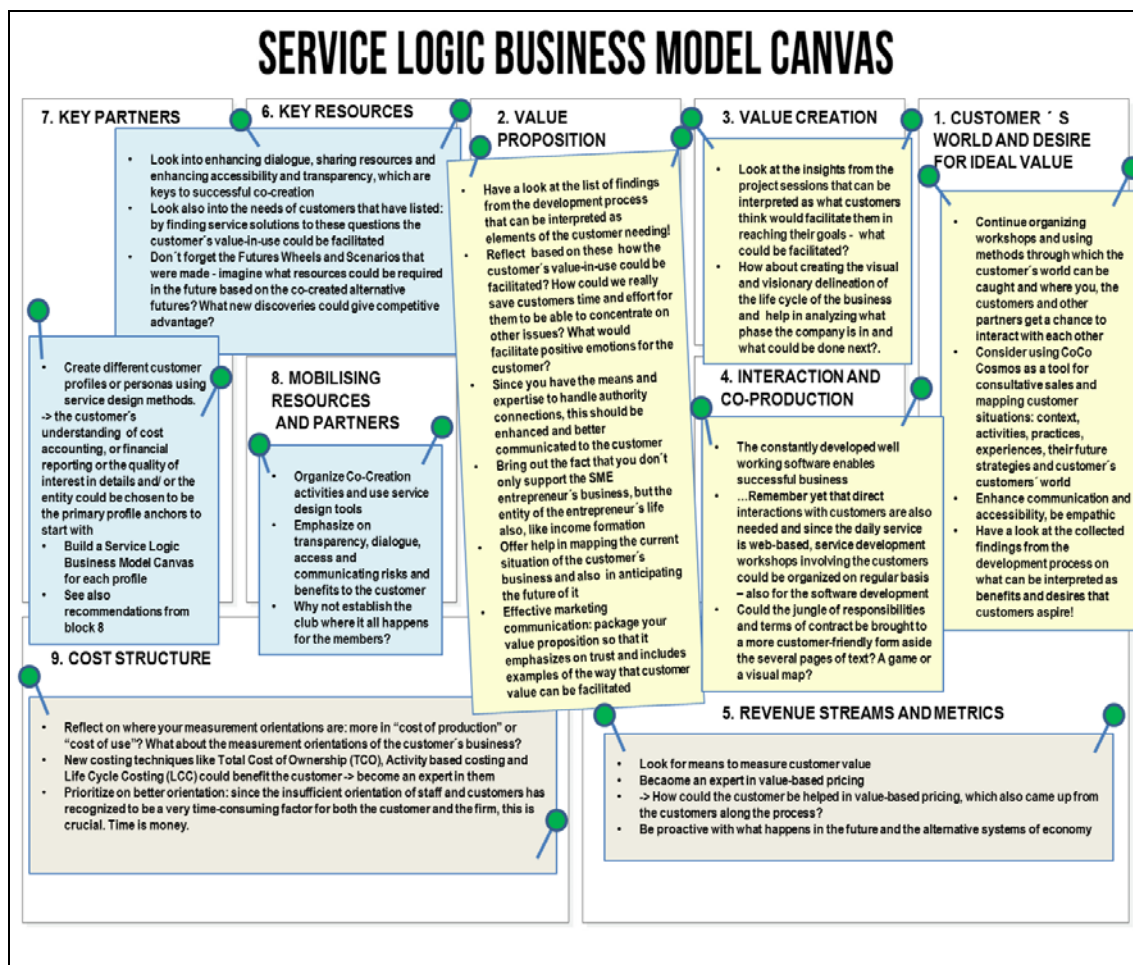 SERVICE LOGIC BUSINESS MODEL CANVAS
7. KEY PARTNERS
6. KEY RESOURCES
• Look into enhancing dialogue, sharing resources and
enhancing accessibility and transparency, which are
keys to successful co-creation
• Look also into the needs of customers that have listed:
by finding service solutions to these questions the
customer´s value-in-use could be facilitated
• Don´t forget the Futures Wheels and Scenarios that
were made - imagine what resources could be required
in the future based on the co-created alternative
futures? What new discoveries could give competitive
advantage?
• Create different customer
profiles or personas using
service design methods.
-> the customer´s
understanding of cost
accounting, or financial
reporting or the quality of
interest in details and/ or the
entity could be chosen to be
the primary profile anchors to
start with
• Build a Service Logic
Business Model Canvas
for each profile
• See also
recommendations from
block 8
8. MOBILISING
RESOURCES
AND PARTNERS
• Organize Co-Creation
activities and use service
design tools
• Emphasize on
transparency, dialogue,
access and
communicating risks and
benefits to the customer
• Why not establish the
club where it all happens
for the members?
2. VALUE
PROPOSITION
• Have a look at the list of findings
from the development process
that can be interpreted as
elements of the customer needing!
• Reflect based on these how the
customer´s value-in-use could be
facilitated? How could we really
save customers time and effort for
them to be able to concentrate on
other issues? What would
facilitate positive emotions for the
customer?
• Since you have the means and
expertise to handle authority
connections, this should be
enhanced and better
communicated to the customer
• Bring out the fact that you don´t
only support the SME
entrepreneur´s business, but the
entity of the entrepreneur´s life
also, like income formation
• Offer help in mapping the current
situation of the customer´s
business and also in anticipating
the future of it
• Effective marketing
communication: package your
value proposition so that it
emphasizes on trust and includes
examples of the way that customer
value can be facilitated
3. VALUE CREATION
• Look at the insights from the
project sessions that can be
interpreted as what customers
think would facilitate them in
reaching their goals - what
could be facilitated?
• How about creating the visual
and visionary delineation of
the life cycle of the business
and help in analyzing what
phase the company is in and
what could be done next?.
4. INTERACTION AND
CO-PRODUCTION
• The constantly developed well
working software enables
successful business
• ...Remember yet that direct
interactions with customers are also
needed and since the daily service
is web-based, service development
workshops involving the customers
could be organized on regular basis
– also for the software development
• Could the jungle of responsibilities
and terms of contract be brought to
a more customer-friendly form aside
the several pages of text? A game or
a visual map?
1. CUSTOMER ´ S
WORLD AND DESIRE
FOR IDEAL VALUE
• Continue organizing
workshops and using
methods through which the
customer´s world can be
caught and where you, the
customers and other
partners get a chance to
interact with each other
• Consider using CoCo
Cosmos as a tool for
consultative sales and
mapping customer
situations: context,
activities, practices,
experiences, their future
strategies and customer´s
customers´ world
• Enhance communication and
accessibility, be empathic
• Have a look at the collected
findings from the
development process on
what can be interpreted as
benefits and desires that
customers aspire!
9. COST STRUCTURE
• Reflect on where your measurement orientations are: more in “cost of production” or
“cost of use”? What about the measurement orientations of the customer´s business?
• New costing techniques like Total Cost of Ownership (TCO), Activity based costing and
Life Cycle Costing (LCC) could benefit the customer -> become an expert in them
• Prioritize on better orientation: since the insufficient orientation of staff and customers has
recognized to be a very time-consuming factor for both the customer and the firm, this is
crucial. Time is money.
5. REVENUE STREAMS AND METRICS
• Look for means to measure customer value
• Becaome an expert in value-based pricing
• -> How could the customer be helped in value-based pricing, which also came up from
the customers along the process?
• Be proactive with what happens in the future and the alternative systems of economy